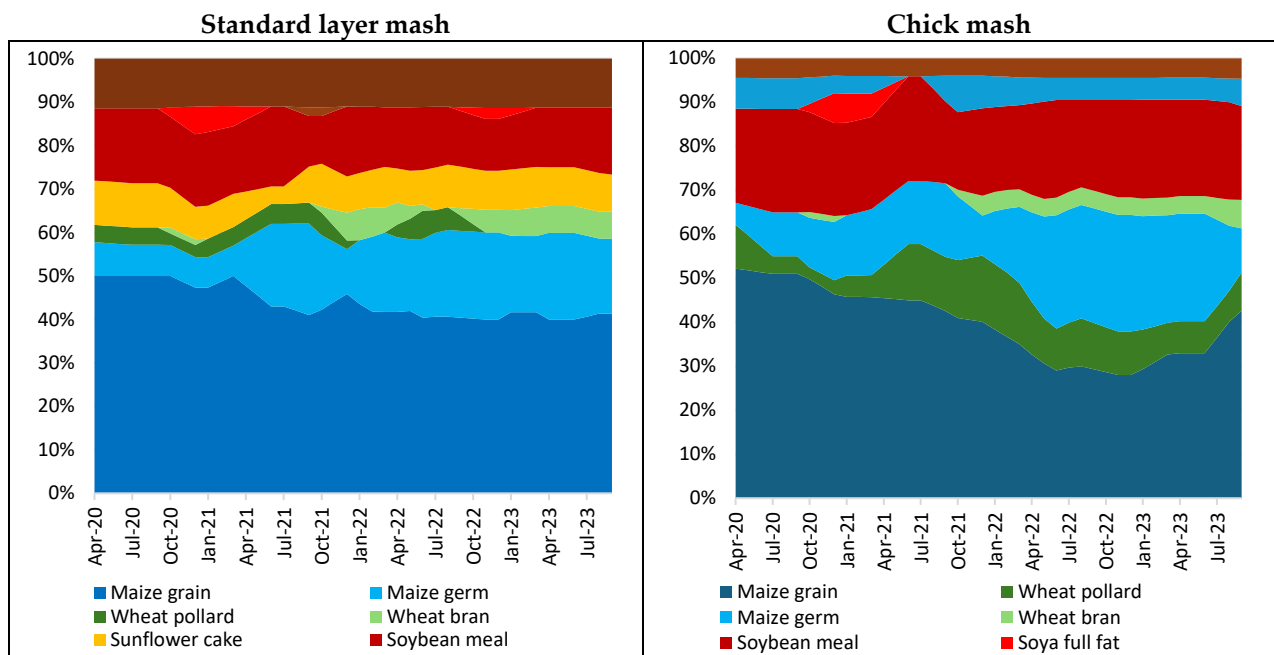 Standard layer mash
100%
90%
80%
70%
60%
50%
40%
30%
20%
10%
0%
Apr-20
Jul-20
Oct-20
Jan-21
Apr-21
Jul-21
Oct-21
Jan-22
Apr-22
Jul-22
Oct-22
Jan-23
Apr-23
Jul-23
Maize grain
Maize germ
Wheat pollard
Wheat bran
Sunflower cake
Soybean meal
Chick mash
100%
90%
80%
70%
60%
50%
40%
30%
20%
10%
0%
Apr-20
Jul-20
Oct-20
Jan-21
Apr-21
Jul-21
Oct-21
Jan-22
Apr-22
Jul-22
Oct-22
Jan-23
Apr-23
Jul-23
Maize grain
Wheat pollard
Maize germ
Wheat bran
Soybean meal
Soya full fat